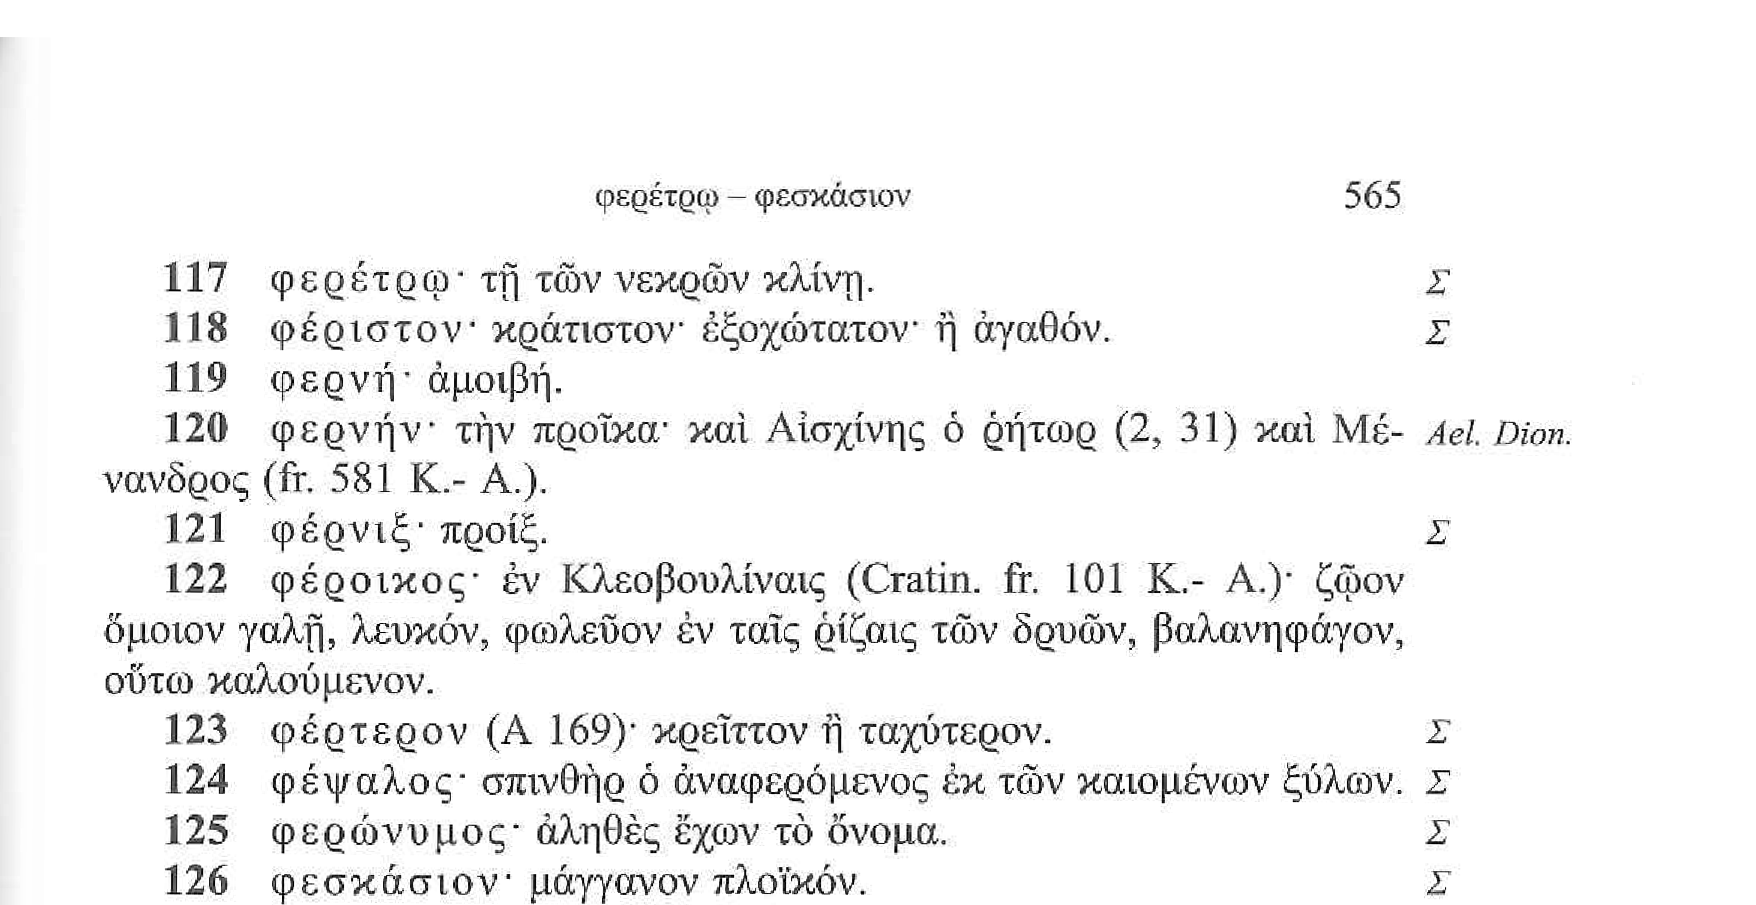 φερέτρῳ – φεσκάσιον 565
117 φερέτρῳ· τῇ τῶν νεκρῶν κλίνῃ. Σ
118 φέριστον· κράτιστον· ἐξοχώτατον· ἢ ἀγαθόν. Σ
119 φερνή· ἀμοιβή.
120 φερνήν· τὴν προῖκα· καὶ Αἰσχίνης ὁ ῥήτωρ (2, 31) καὶ Μέ- Ael. Dion.
νανδρος (fr. 581 K.- A.).
121 φέρνιξ· προίξ. Σ
122 φέροικος· ἐν Κλεοβουλίναις (Cratin. fr. 101 K.- A.)· ζῷον
ὅμοιον γαλῇ, λευκόν, φωλεῦον ἐν ταῖς ῥίζαις τῶν δρυῶν, βαλανηφάγον,
οὕτω καλούμενον.
123 φέρτερον (Α 169)· κρεῖττον ἢ ταχύτερον. Σ
124 φέψαλος· σπινθὴρ ὁ ἀναφερόμενος ἐκ τῶν καιομένων ξύλων. Σ
125 φερώνυμος· ἀληθὲς ἔχων τὸ ὄνομα. Σ
126 φεσκάσιον· μάγγανον πλοϊκόν. Σ